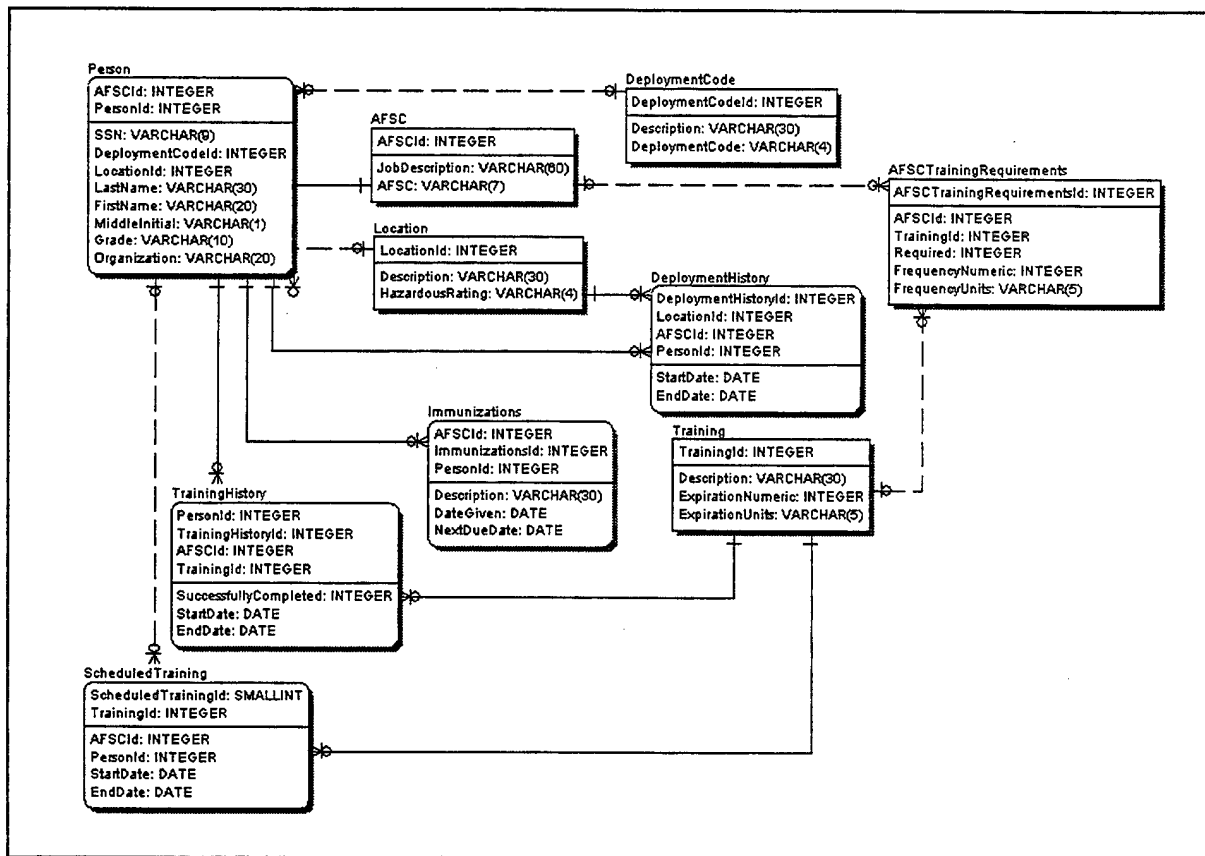 Person
AFSCId: INTEGER
PersonId: INTEGER
SSN: VARCHAR(9)
DeploymentCodeId: INTEGER
LocationId: INTEGER
LastName: VARCHAR(30)
FirstName: VARCHAR(20)
MiddleInitial: VARCHAR(1)
Grade: VARCHAR(10)
Organization: VARCHAR(20)
DeploymentCode
DeploymentCodeId: INTEGER
Description: VARCHAR(30)
DeploymentCode: VARCHAR(4)
AFSC
AFSCId: INTEGER
JobDescription: VARCHAR(60)
AFSC: VARCHAR(7)
AFSCTrainingRequirements
AFSCTrainingRequirementsId: INTEGER
AFSCId: INTEGER
TrainingId: INTEGER
Required: INTEGER
FrequencyNumeric: INTEGER
FrequencyUnits: VARCHAR(5)
Location
LocationId: INTEGER
Description: VARCHAR(30)
HazardousRating: VARCHAR(4)
DeploymentHistory
DeploymentHistoryId: INTEGER
LocationId: INTEGER
AFSCId: INTEGER
PersonId: INTEGER
StartDate: DATE
EndDate: DATE
Immunizations
AFSCId: INTEGER
ImmunizationsId: INTEGER
PersonId: INTEGER
Description: VARCHAR(30)
DateGiven: DATE
NextDueDate: DATE
Training
TrainingId: INTEGER
Description: VARCHAR(30)
ExpirationNumeric: INTEGER
ExpirationUnits: VARCHAR(5)
TrainingHistory
PersonId: INTEGER
TrainingHistoryId: INTEGER
AFSCId: INTEGER
TrainingId: INTEGER
SuccessfullyCompleted: INTEGER
StartDate: DATE
EndDate: DATE
ScheduledTraining
ScheduledTrainingId: SMALLINT
TrainingId: INTEGER
AFSCId: INTEGER
PersonId: INTEGER
StartDate: DATE
EndDate: DATE